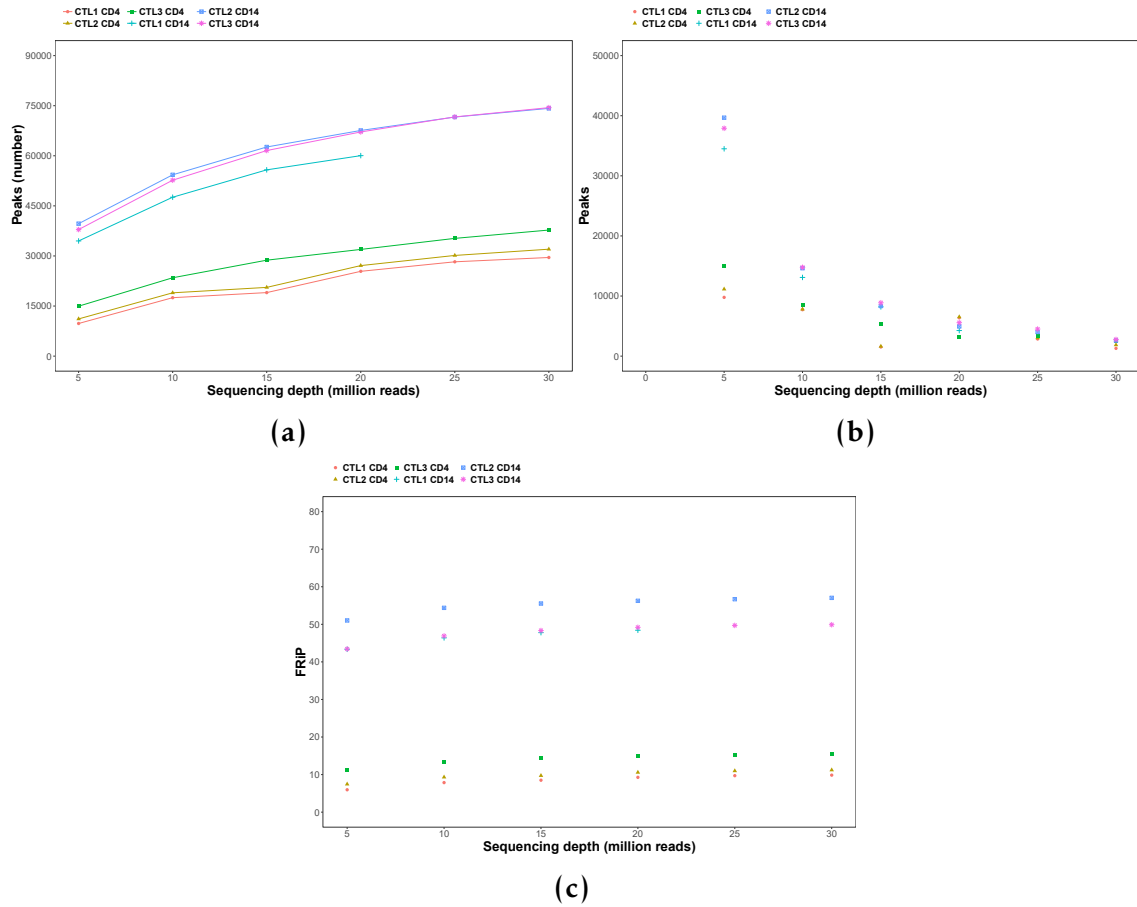 CTL1 CD4 CTL3 CD4 CTL2 CD14
CTL2 CD4 CTL1 CD14 CTL3 CD14
90000
75000
60000
45000
30000
15000
0
Peaks (number)
5 10 15 20 25 30
Sequencing depth (million reads)
(a)
CTL1 CD4 CTL3 CD4 CTL2 CD14
CTL2 CD4 CTL1 CD14 CTL3 CD14
50000
40000
30000
20000
10000
0
Peaks
0 5 10 15 20 25 30
Sequencing depth (million reads)
(b)
CTL1 CD4 CTL3 CD4 CTL2 CD14
CTL2 CD4 CTL1 CD14 CTL3 CD14
80
70
60
50
40
30
20
10
0
FRiP
5 10 15 20 25 30
Sequencing depth (million reads)
(c)